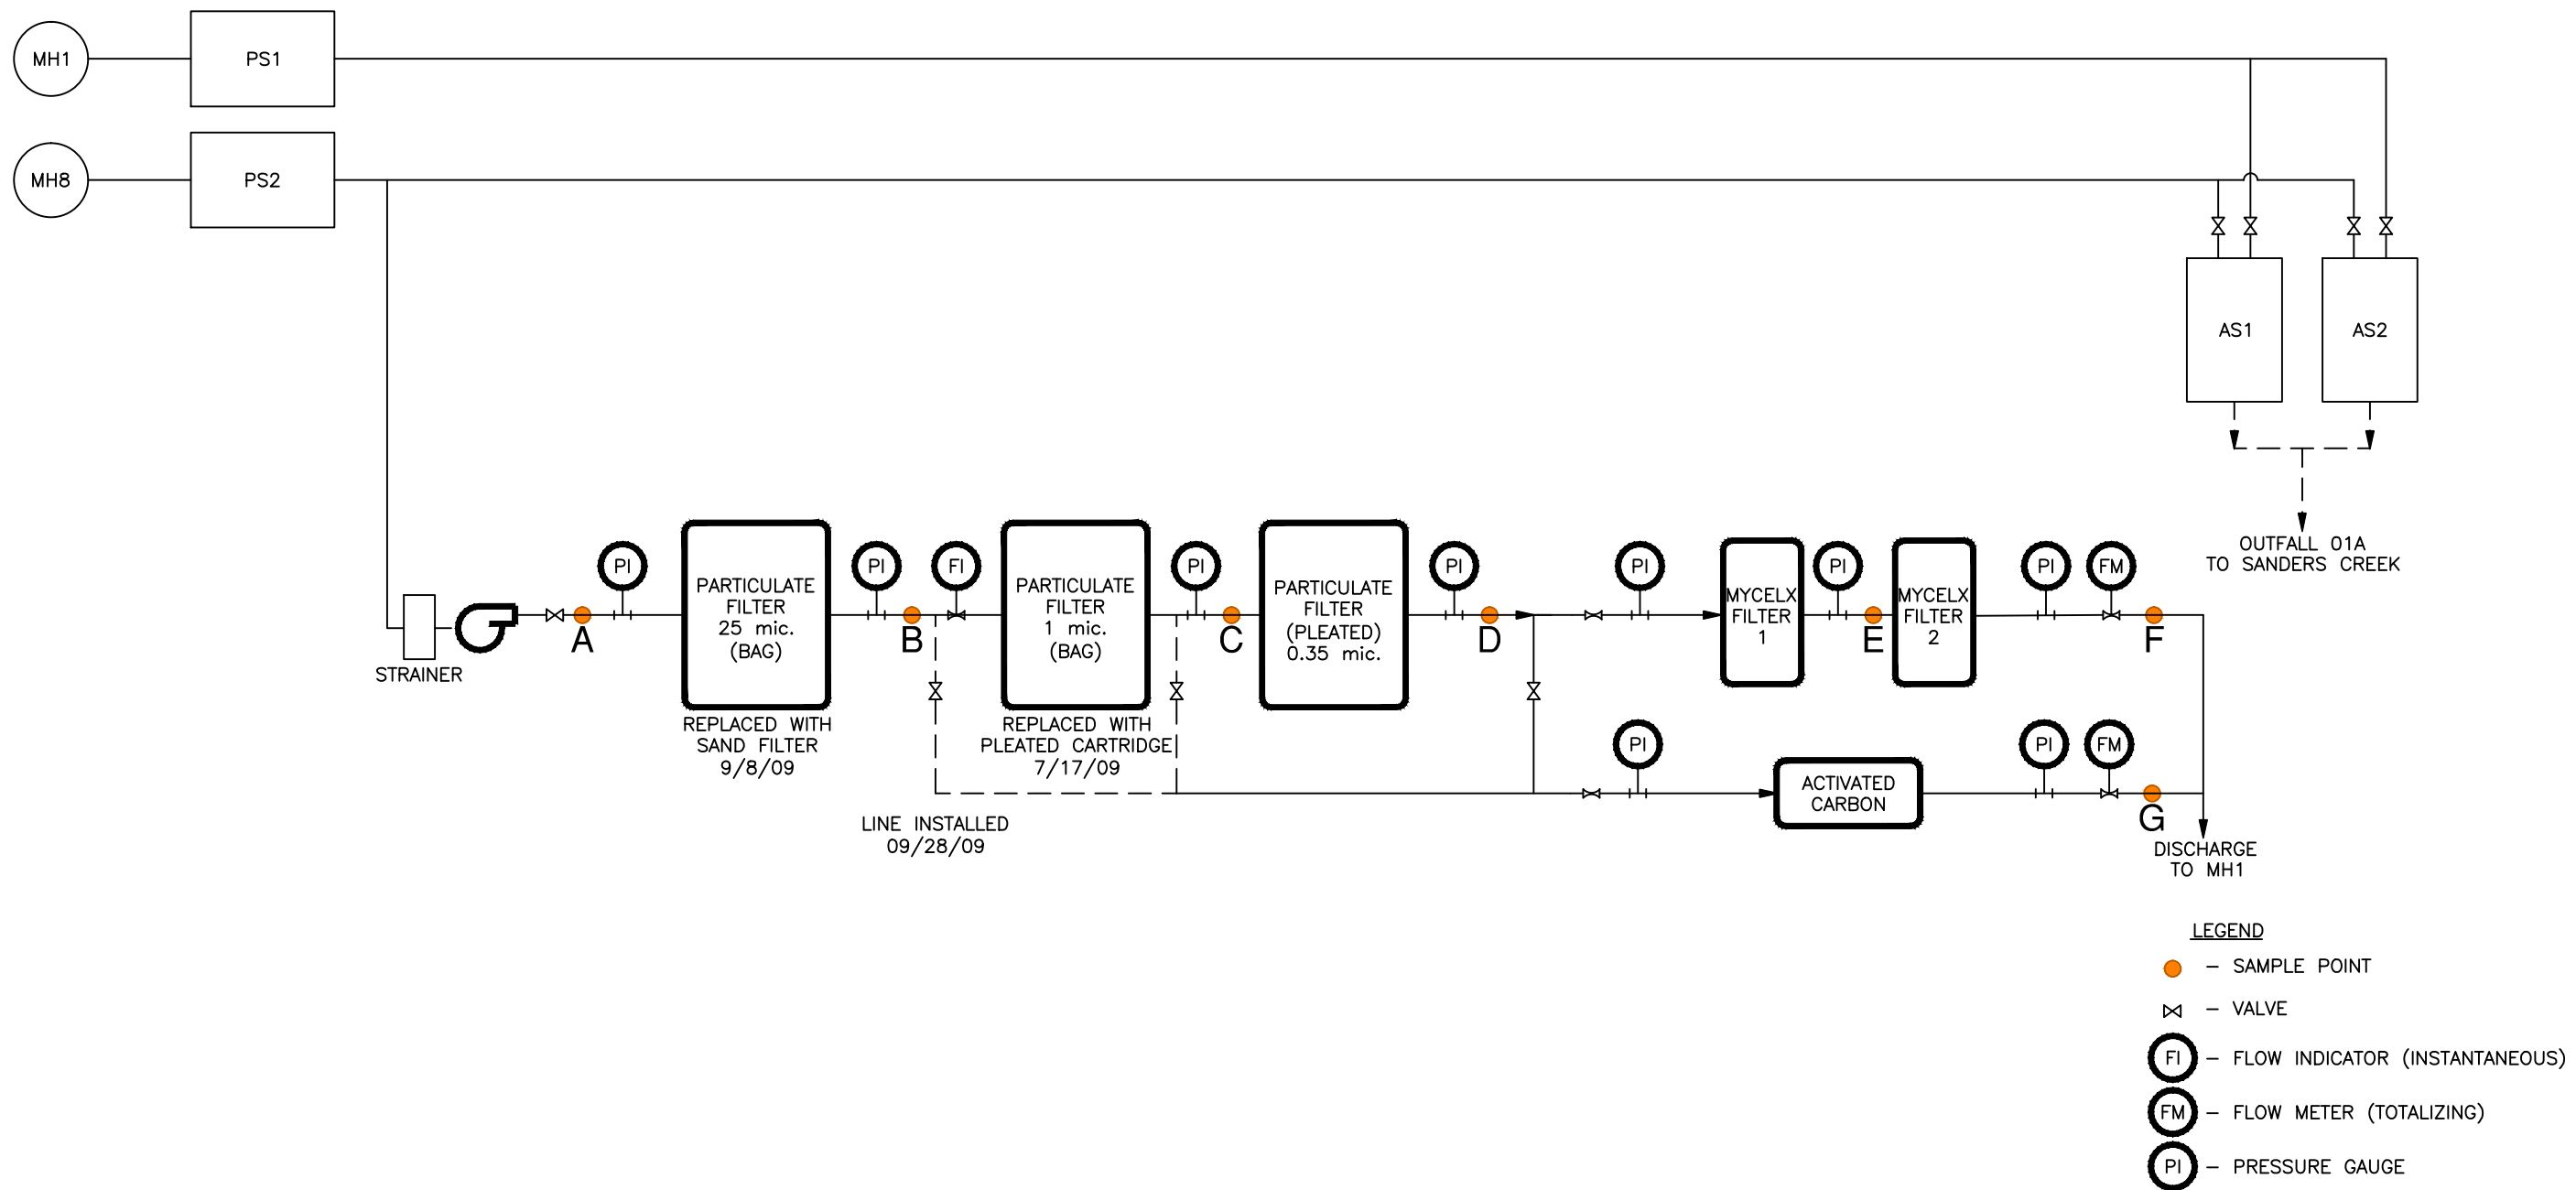 MH1
PS1
MH8
PS2
AS1
AS2
OUTFALL 01A
TO SANDERS CREEK
STRAINER
A
PI
PARTICULATE
FILTER
25 mic.
(BAG)
REPLACED WITH
SAND FILTER
9/8/09
PI
B
FI
PARTICULATE
FILTER
1 mic.
(BAG)
REPLACED WITH
PLEATED CARTRIDGE
7/17/09
PI
C
PARTICULATE
FILTER
(PLEATED)
0.35 mic.
PI
D
PI
MYCELX
FILTER
1
PI
E
MYCELX
FILTER
2
PI
FM
F
LINE INSTALLED
09/28/09
PI
ACTIVATED
CARBON
PI
FM
G
DISCHARGE
TO MH1
LEGEND
– SAMPLE POINT
– VALVE
FI – FLOW INDICATOR (INSTANTANEOUS)
FM – FLOW METER (TOTALIZING)
PI – PRESSURE GAUGE